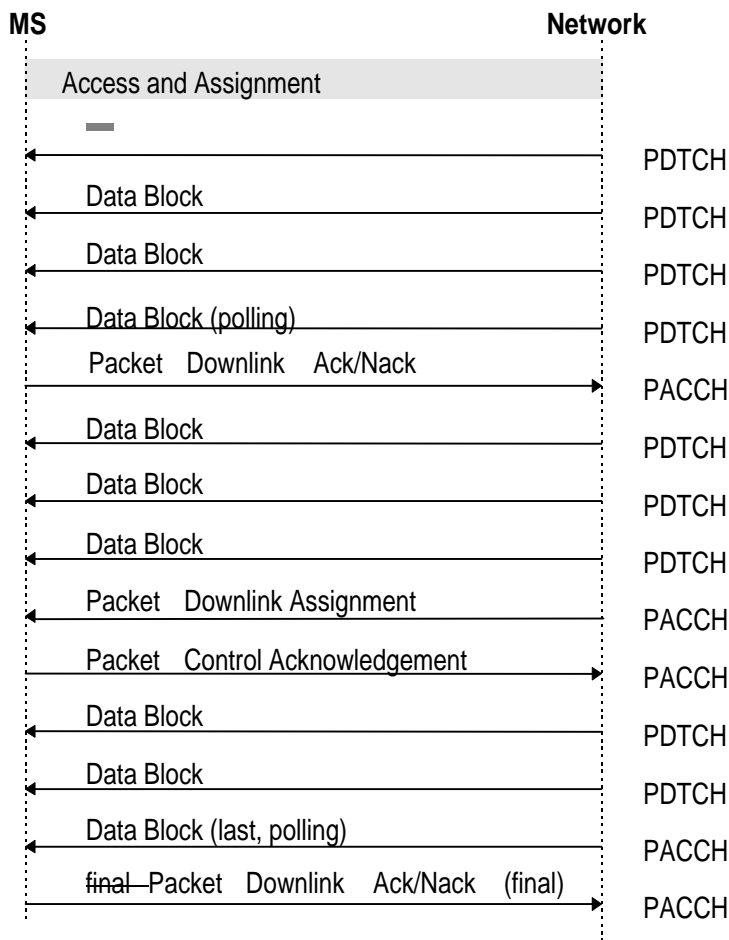 MS Network
Access and Assignment
PDTCH
Data Block
PDTCH
Data Block
PDTCH
Data Block (polling)
PDTCH
Packet Downlink Ack/Nack
PACCH
Data Block
PDTCH
Data Block
PDTCH
Data Block
PDTCH
Packet Downlink Assignment
PACCH
Packet Control Acknowledgement
PACCH
Data Block
PDTCH
Data Block
PDTCH
Data Block (last, polling)
PACCH
final Packet Downlink Ack/Nack (final)
PACCH